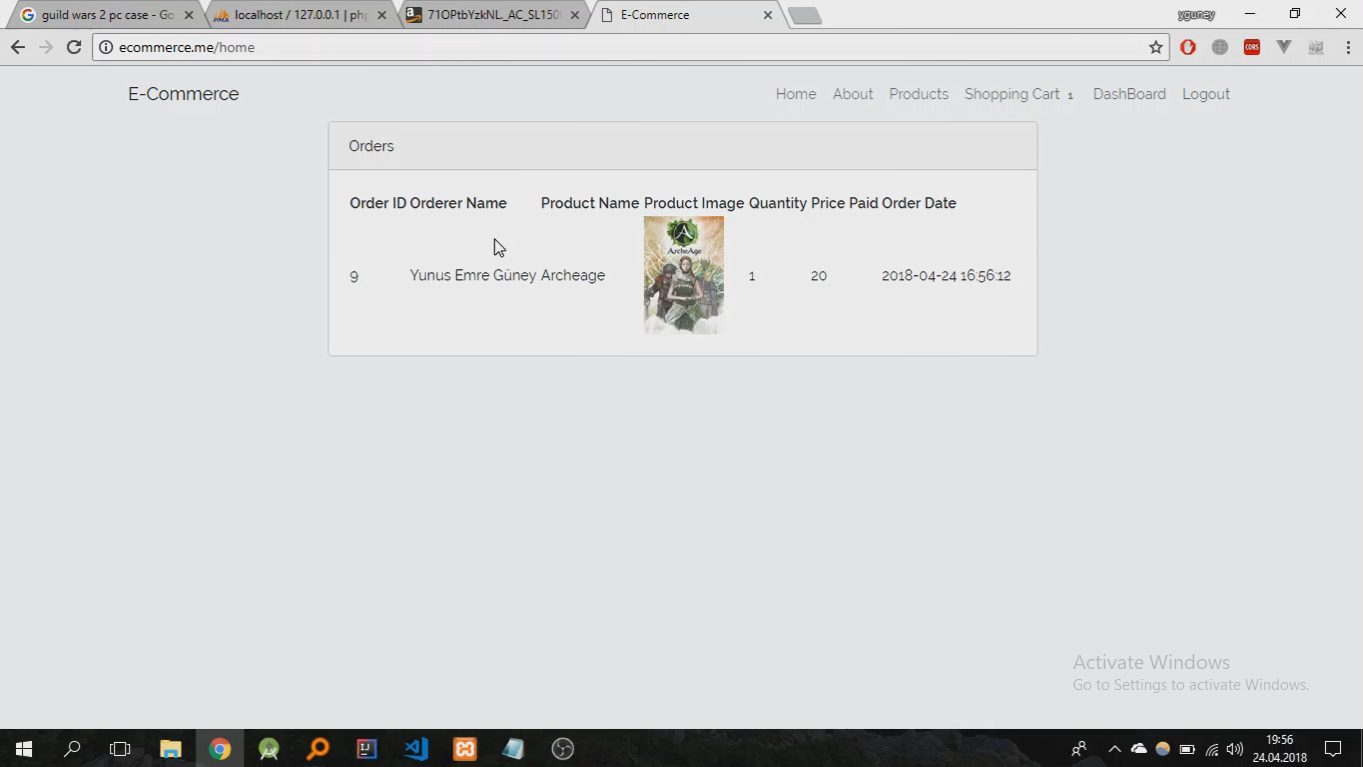 guild wars 2 pc case - Go
localhost / 127.0.0.1 | php
71OPtbYzkNL._AC_SL150
E-Commerce
yguney
ecommerce.me/home
E-Commerce
Home About Products Shopping Cart 1 DashBoard Logout
Orders
Order ID Orderer Name Product Name Product Image Quantity Price Paid Order Date
ArcheAge
9 Yunus Emre Güney Archeage 1 20 2018-04-24 16:56:12
Activate Windows
Go to Settings to activate Windows.
19:56
24.04.2018